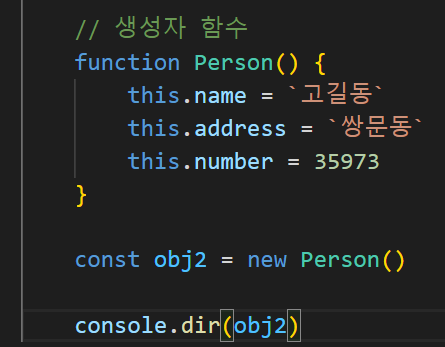 // 생성자 함수
function Person() {
    this.name = `고길동`
    this.address = `쌍문동`
    this.number = 35973
}
const obj2 = new Person()
console.dir(obj2)